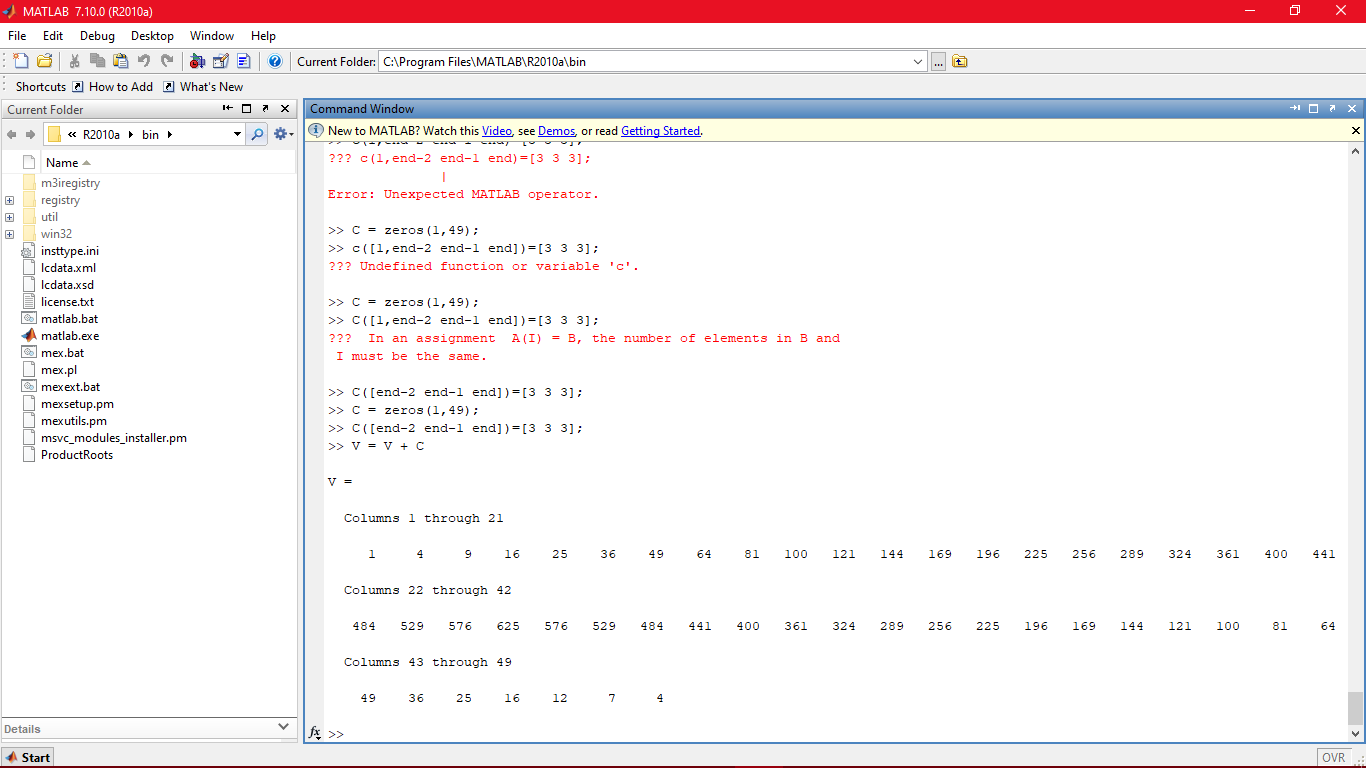 MATLAB 7.10.0 (R2010a)
File Edit Debug Desktop Window Help
Current Folder: C:\Program Files\MATLAB\R2010a\bin ...
Shortcuts How to Add What's New
Current Folder
« R2010a bin
Name
m3iregistry
registry
util
win32
insttype.ini
lcdata.xml
lcdata.xsd
license.txt
matlab.bat
matlab.exe
mex.bat
mex.pl
mexext.bat
mexsetup.pm
mexutils.pm
msvc_modules_installer.pm
ProductRoots
Details
Command Window
New to MATLAB? Watch this Video, see Demos, or read Getting Started.
??? c(1,end-2 end-1 end)=[3 3 3];
|
Error: Unexpected MATLAB operator.
>> C = zeros(1,49);
>> c([1,end-2 end-1 end])=[3 3 3];
??? Undefined function or variable 'c'.
>> C = zeros(1,49);
>> C([1,end-2 end-1 end])=[3 3 3];
??? In an assignment A(I) = B, the number of elements in B and
I must be the same.
>> C([end-2 end-1 end])=[3 3 3];
>> C = zeros(1,49);
>> C([end-2 end-1 end])=[3 3 3];
>> V = V + C
V =
Columns 1 through 21
1 4 9 16 25 36 49 64 81 100 121 144 169 196 225 256 289 324 361 400 441
Columns 22 through 42
484 529 576 625 576 529 484 441 400 361 324 289 256 225 196 169 144 121 100 81 64
Columns 43 through 49
49 36 25 16 12 7 4
fx >>
Start
OVR